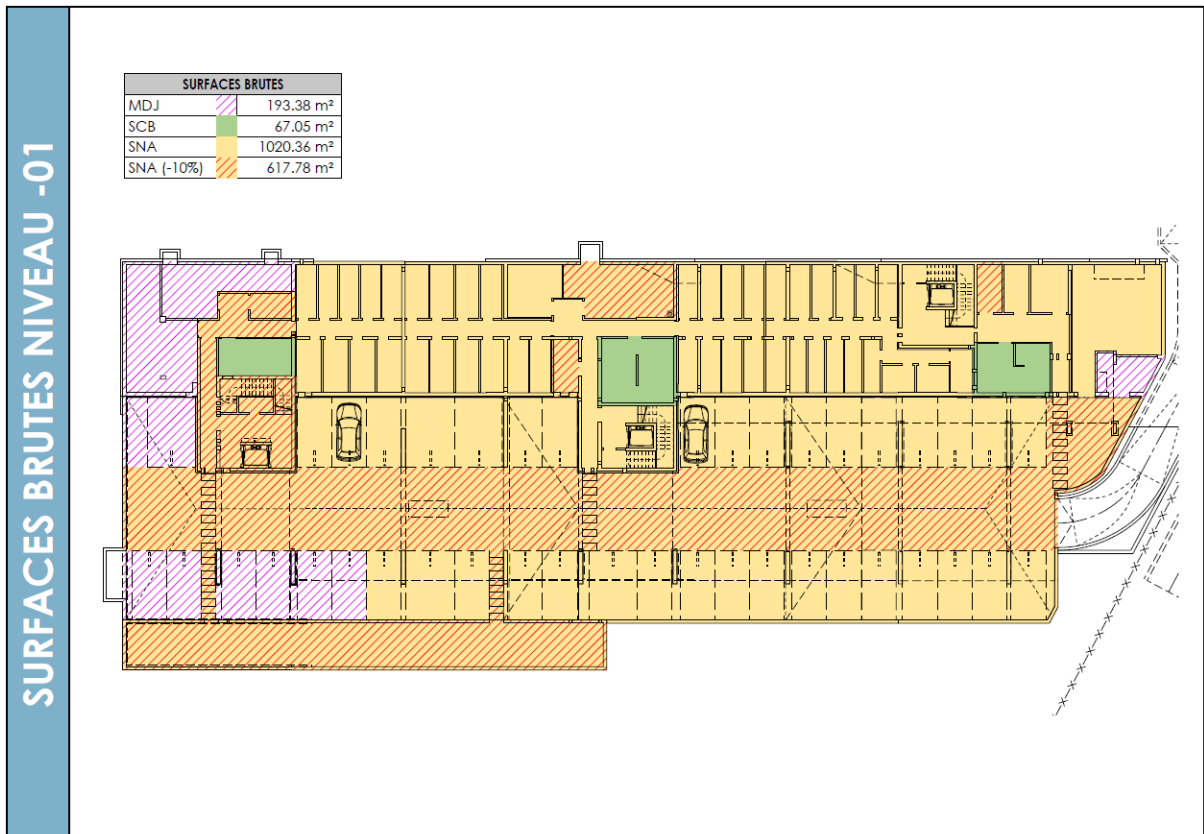 SURFACES BRUTES NIVEAU -01
SURFACES BRUTES
MDJ 193.38 m²
SCB 67.05 m²
SNA 1020.36 m²
SNA (-10%) 617.78 m²